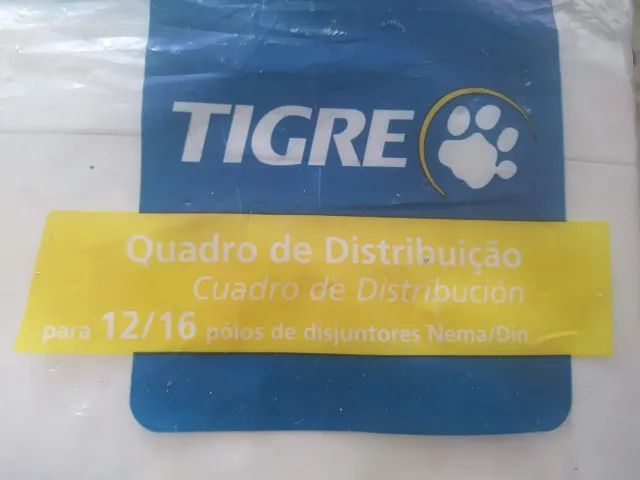 TIGRE
Quadro de Distribuição
Cuadro de Distribución
para 12/16 pólos de disjuntores Nema/Din